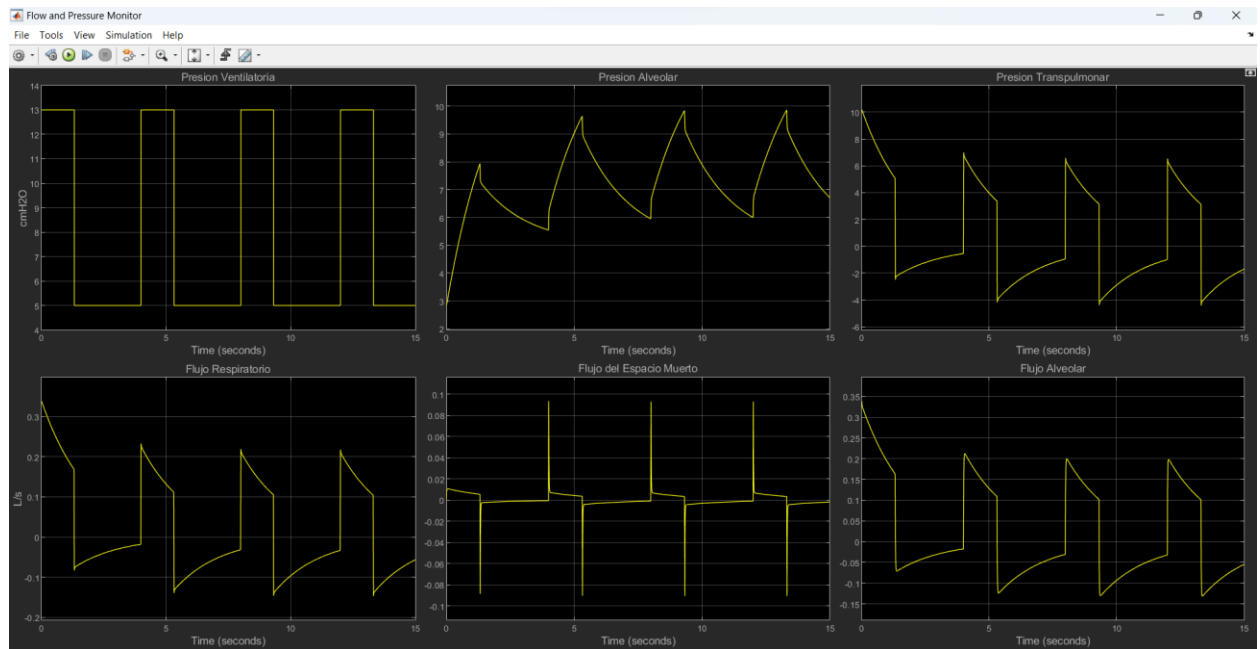 Flow and Pressure Monitor
File Tools View Simulation Help
Presion Ventilatoria
14
13
12
11
10
9
8
7
6
5
4
cmH2O
0 5 10 15
Time (seconds)
Presion Alveolar
10
9
8
7
6
5
4
3
2
0 5 10 15
Time (seconds)
Presion Transpulmonar
10
8
6
4
2
0
-2
-4
-6
0 5 10 15
Time (seconds)
Flujo Respiratorio
0.3
0.2
0.1
0
-0.1
-0.2
L/s
0 5 10 15
Time (seconds)
Flujo del Espacio Muerto
0.1
0.08
0.06
0.04
0.02
0
-0.02
-0.04
-0.06
-0.08
-0.1
0 5 10 15
Time (seconds)
Flujo Alveolar
0.35
0.3
0.25
0.2
0.15
0.1
0.05
0
-0.05
-0.1
-0.15
0 5 10 15
Time (seconds)